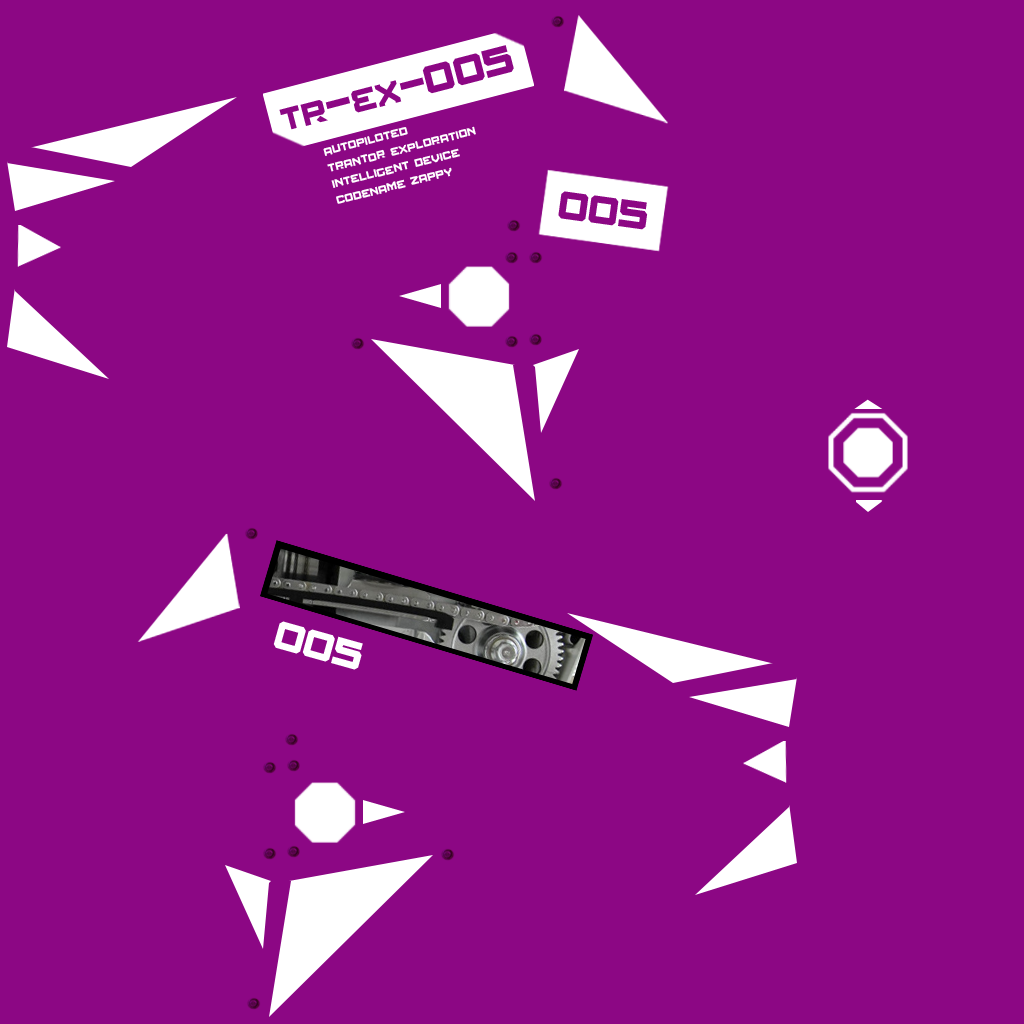 TR-EX-005
AUTOPILOTED
TRANTOR EXPLORATION
INTELLIGENT DEVICE
CODENAME ZAPPY
005
005